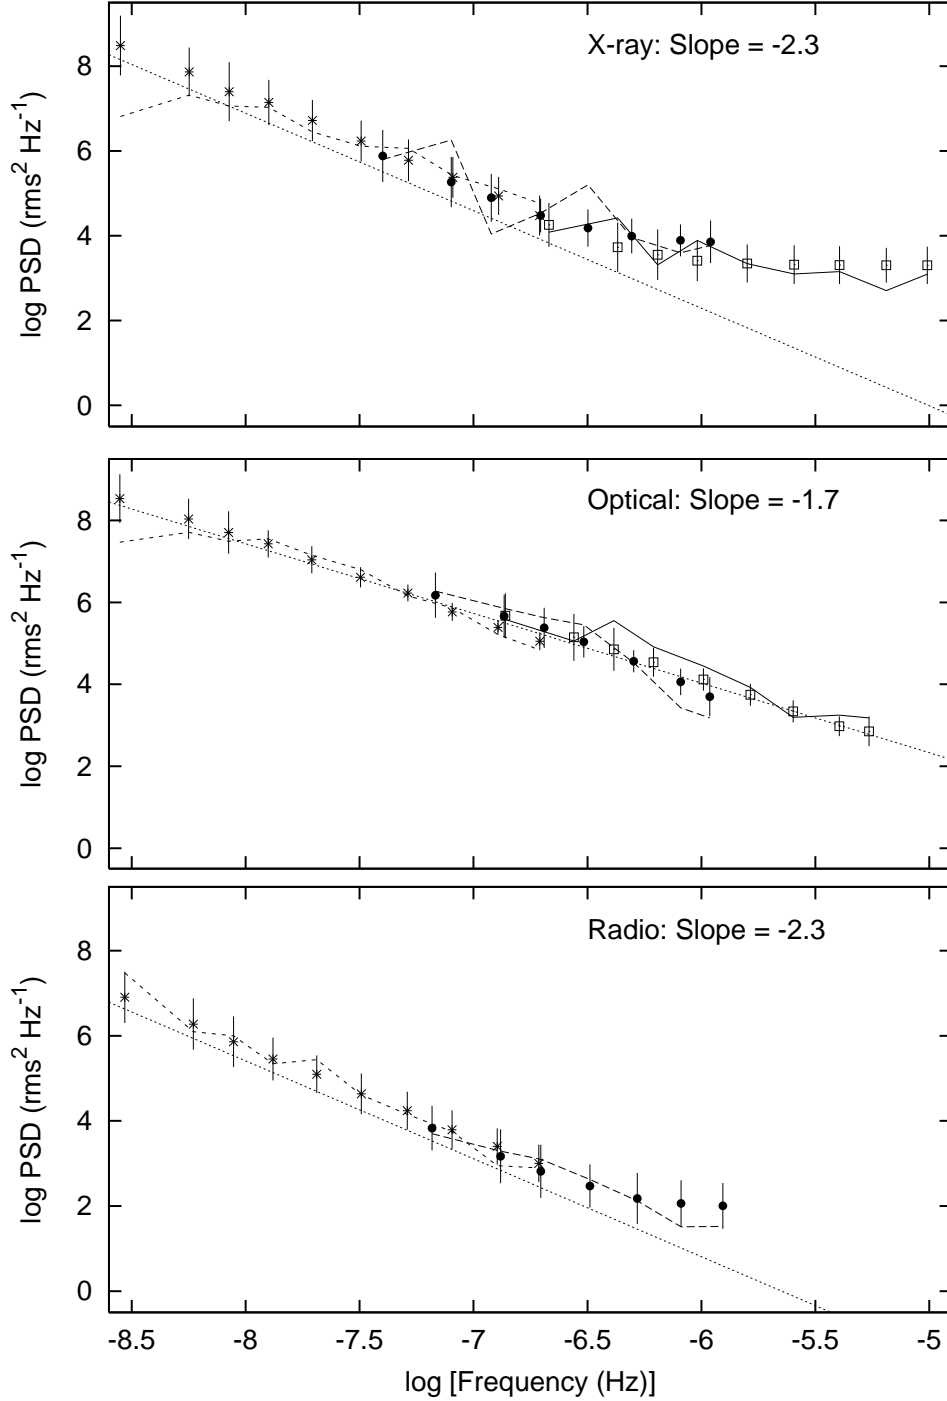 X-ray: Slope = -2.3
log PSD (rms² Hz⁻¹)
8
6
4
2
0
Optical: Slope = -1.7
log PSD (rms² Hz⁻¹)
8
6
4
2
0
Radio: Slope = -2.3
log PSD (rms² Hz⁻¹)
8
6
4
2
0
-8.5 -8 -7.5 -7 -6.5 -6 -5.5 -5
log [Frequency (Hz)]